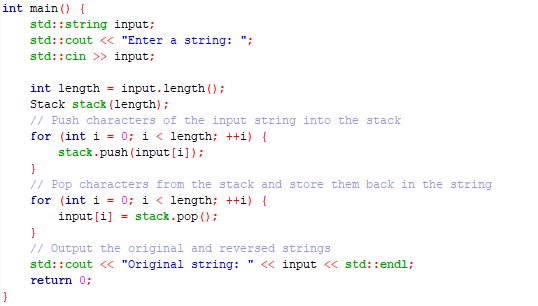 int main() {
    std::string input;
    std::cout << "Enter a string: ";
    std::cin >> input;

    int length = input.length();
    Stack stack(length);
    // Push characters of the input string into the stack
    for (int i = 0; i < length; ++i) {
        stack.push(input[i]);
    }
    // Pop characters from the stack and store them back in the string
    for (int i = 0; i < length; ++i) {
        input[i] = stack.pop();
    }
    // Output the original and reversed strings
    std::cout << "Original string: " << input << std::endl;
    return 0;
}